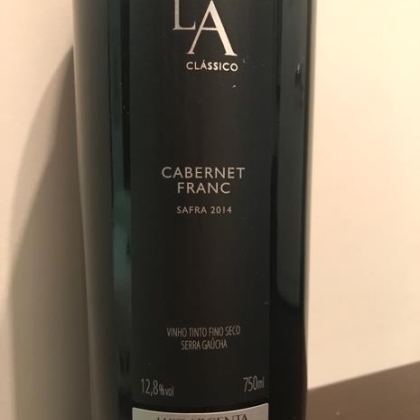 LA
CLÁSSICO
CABERNET
FRANC
SAFRA 2014
VINHO TINTO FINO SECO
SERRA GAÚCHA
12,8%vol 750ml